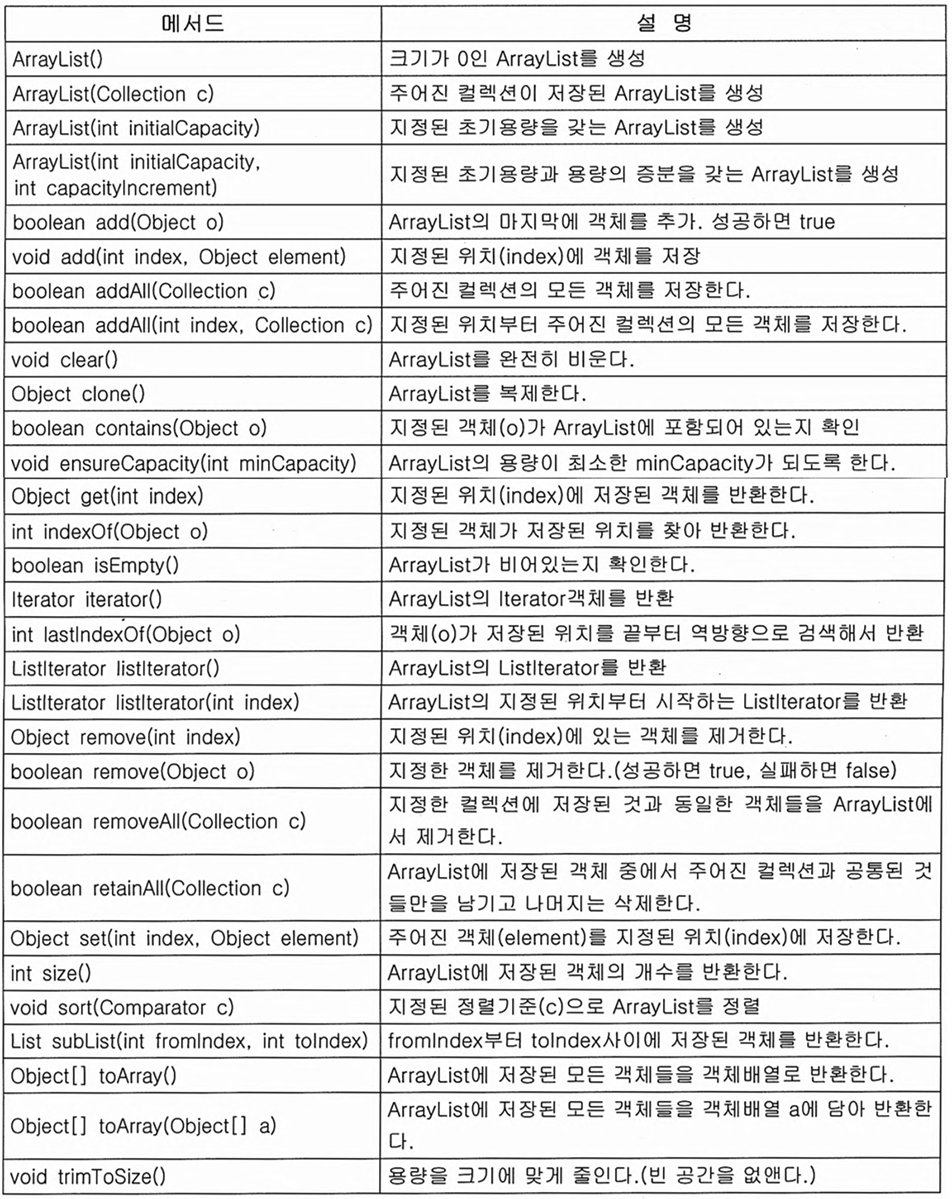 메서드 설 명
ArrayList() 크기가 0인 ArrayList를 생성
ArrayList(Collection c) 주어진 컬렉션이 저장된 ArrayList를 생성
ArrayList(int initialCapacity) 지정된 초기용량을 갖는 ArrayList를 생성
ArrayList(int initialCapacity,
int capacityIncrement) 지정된 초기용량과 용량의 증분을 갖는 ArrayList를 생성
boolean add(Object o) ArrayList의 마지막에 객체를 추가. 성공하면 true
void add(int index, Object element) 지정된 위치(index)에 객체를 저장
boolean addAll(Collection c) 주어진 컬렉션의 모든 객체를 저장한다.
boolean addAll(int index, Collection c) 지정된 위치부터 주어진 컬렉션의 모든 객체를 저장한다.
void clear() ArrayList를 완전히 비운다.
Object clone() ArrayList를 복제한다.
boolean contains(Object o) 지정된 객체(o)가 ArrayList에 포함되어 있는지 확인
void ensureCapacity(int minCapacity) ArrayList의 용량이 최소한 minCapacity가 되도록 한다.
Object get(int index) 지정된 위치(index)에 저장된 객체를 반환한다.
int indexOf(Object o) 지정된 객체가 저장된 위치를 찾아 반환한다.
boolean isEmpty() ArrayList가 비어있는지 확인한다.
Iterator iterator() ArrayList의 Iterator객체를 반환
int lastIndexOf(Object o) 객체(o)가 저장된 위치를 끝부터 역방향으로 검색해서 반환
ListIterator listIterator() ArrayList의 ListIterator를 반환
ListIterator listIterator(int index) ArrayList의 지정된 위치부터 시작하는 ListIterator를 반환
Object remove(int index) 지정된 위치(index)에 있는 객체를 제거한다.
boolean remove(Object o) 지정한 객체를 제거한다.(성공하면 true, 실패하면 false)
boolean removeAll(Collection c) 지정한 컬렉션에 저장된 것과 동일한 객체들을 ArrayList에
서 제거한다.
boolean retainAll(Collection c) ArrayList에 저장된 객체 중에서 주어진 컬렉션과 공통된 것
들만을 남기고 나머지는 삭제한다.
Object set(int index, Object element) 주어진 객체(element)를 지정된 위치(index)에 저장한다.
int size() ArrayList에 저장된 객체의 개수를 반환한다.
void sort(Comparator c) 지정된 정렬기준(c)으로 ArrayList를 정렬
List subList(int fromIndex, int toIndex) fromIndex부터 toIndex사이에 저장된 객체를 반환한다.
Object[] toArray() ArrayList에 저장된 모든 객체들을 객체배열로 반환한다.
Object[] toArray(Object[] a) ArrayList에 저장된 모든 객체들을 객체배열 a에 담아 반환한
다.
void trimToSize() 용량을 크기에 맞게 줄인다.(빈 공간을 없앤다.)